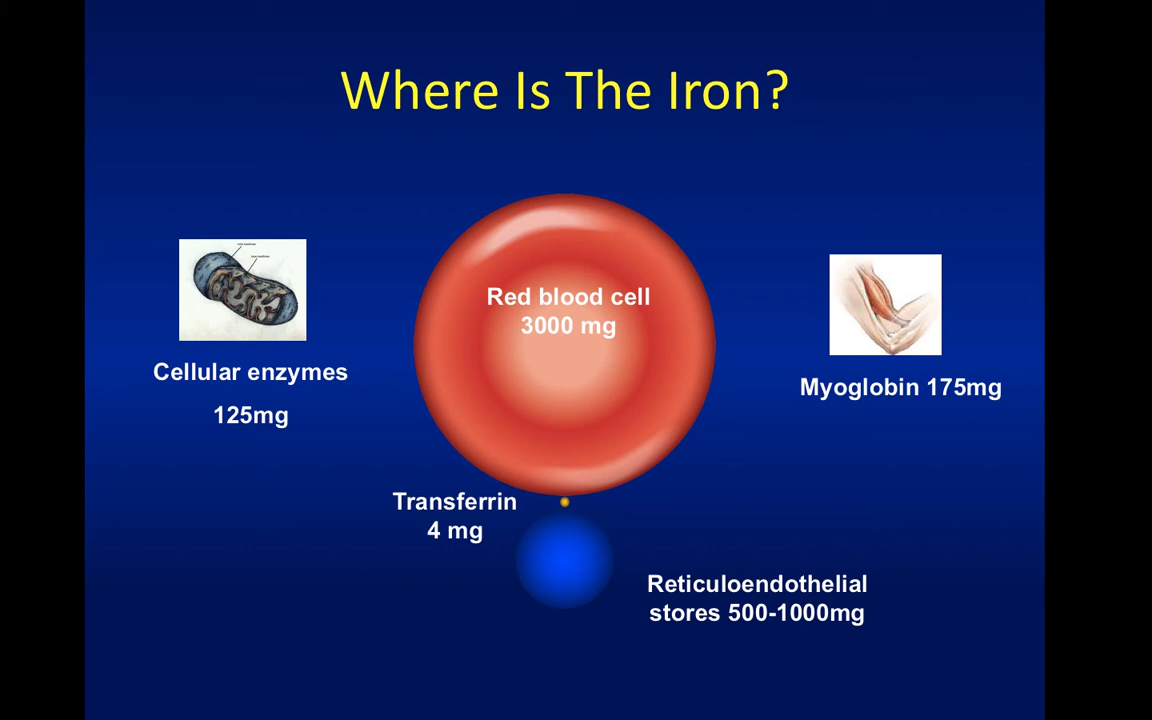 Where Is The Iron?
Red blood cell
3000 mg
Cellular enzymes
125mg
Myoglobin 175mg
Transferrin
4 mg
Reticuloendothelial
stores 500-1000mg